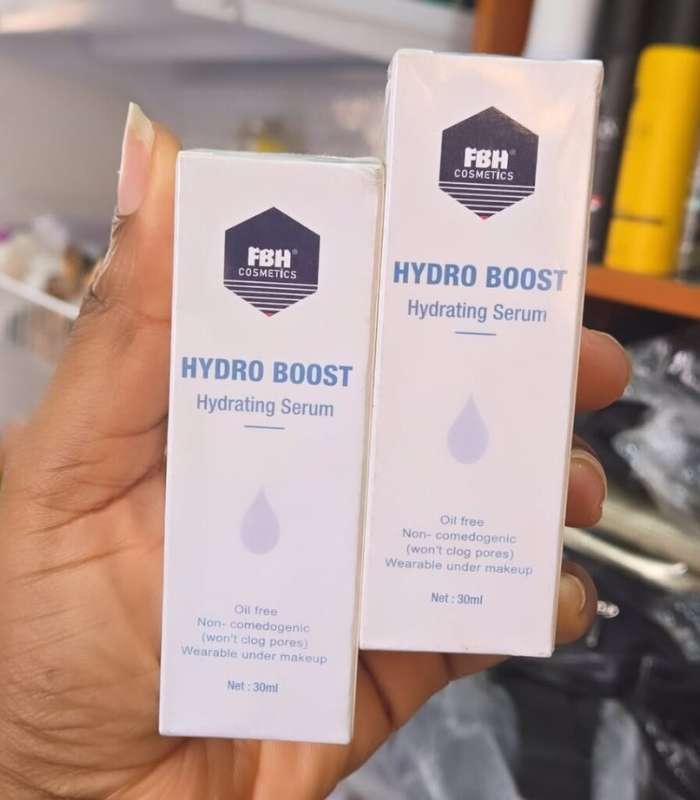 FBH®
COSMETICS
HYDRO BOOST
Hydrating Serum
Oil free
Non- comedogenic
(won't clog pores)
Wearable under makeup
Net : 30ml
FBH®
COSMETICS
HYDRO BOOST
Hydrating Serum
Oil free
Non- comedogenic
(won't clog pores)
Wearable under makeup
Net : 30ml